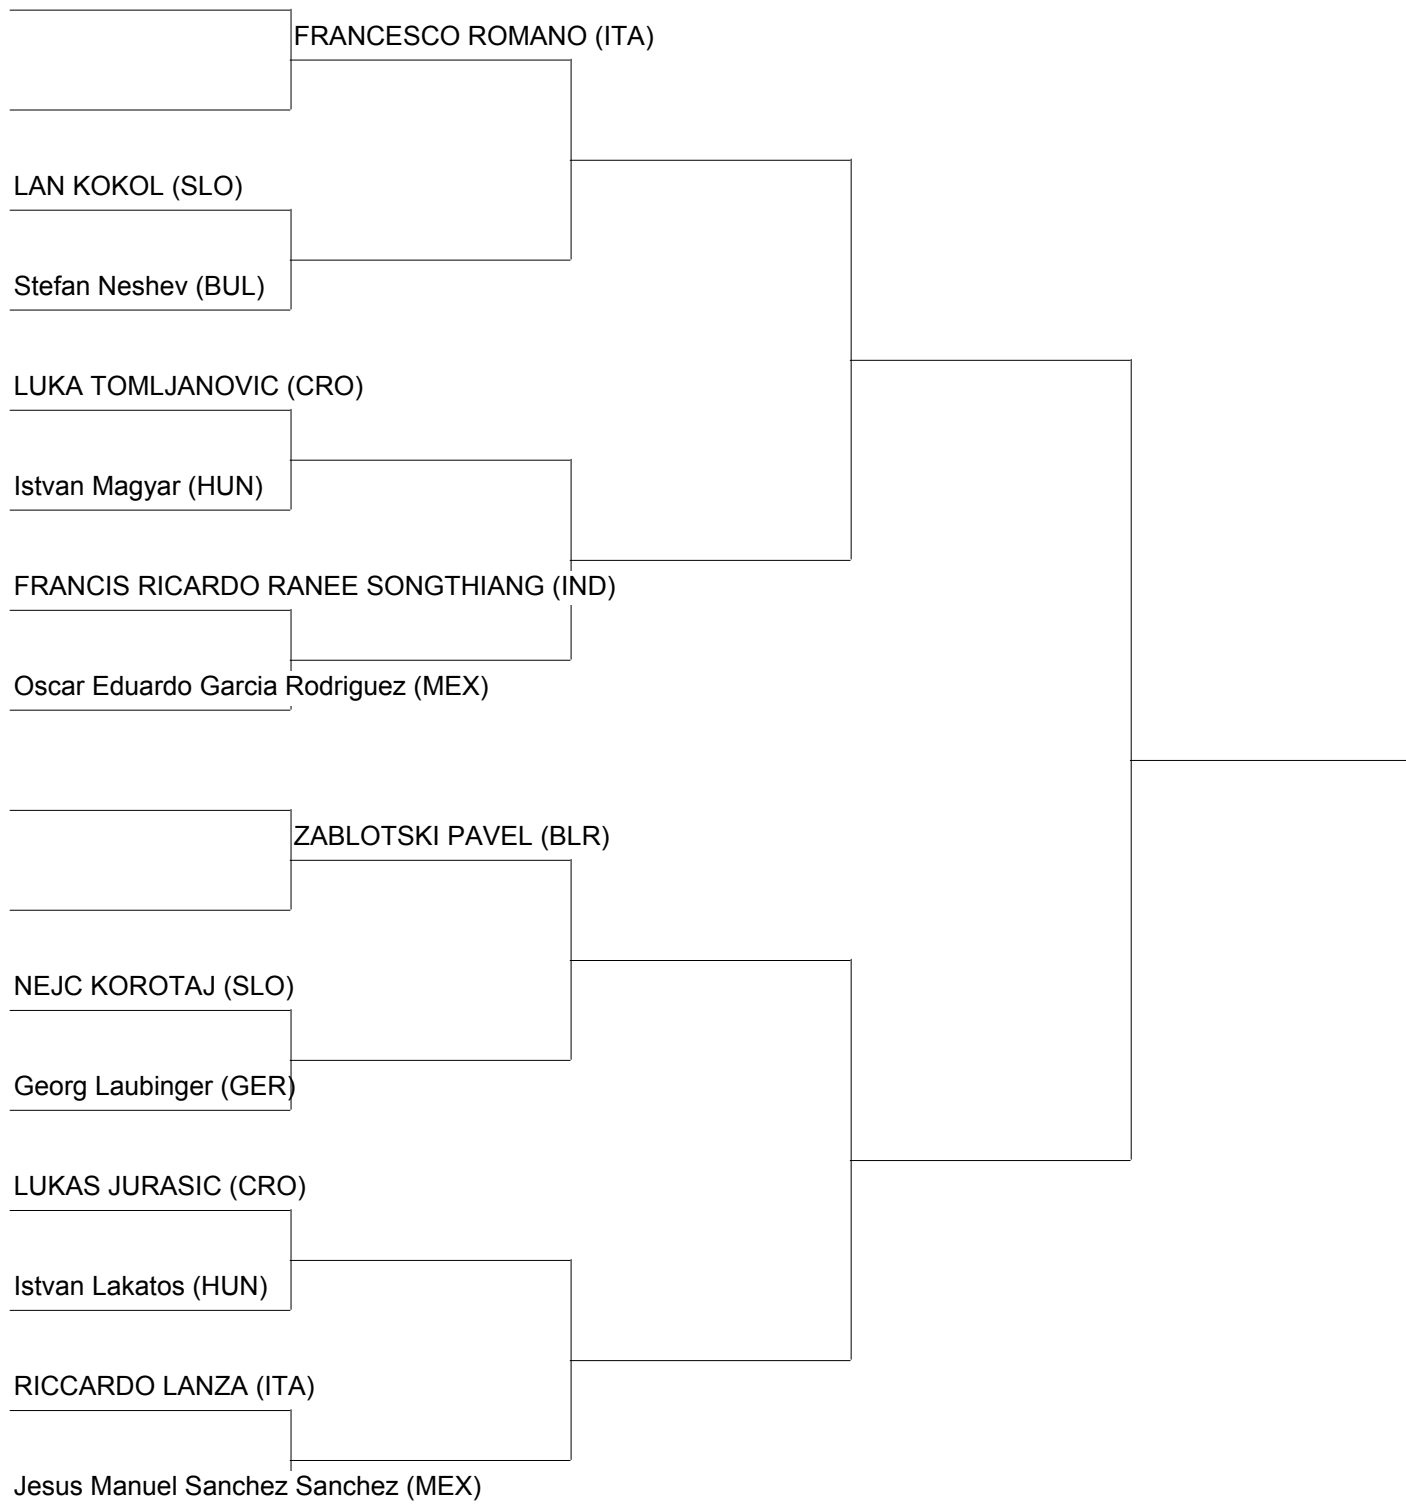 FRANCESCO ROMANO (ITA)
LAN KOKOL (SLO)
Stefan Neshev (BUL)
LUKA TOMLJANOVIC (CRO)
Istvan Magyar (HUN)
FRANCIS RICARDO RANEE SONGTHIANG (IND)
Oscar Eduardo Garcia Rodriguez (MEX)
ZABLOTSKI PAVEL (BLR)
NEJC KOROTAJ (SLO)
Georg Laubinger (GER)
LUKAS JURASIC (CRO)
Istvan Lakatos (HUN)
RICCARDO LANZA (ITA)
Jesus Manuel Sanchez Sanchez (MEX)